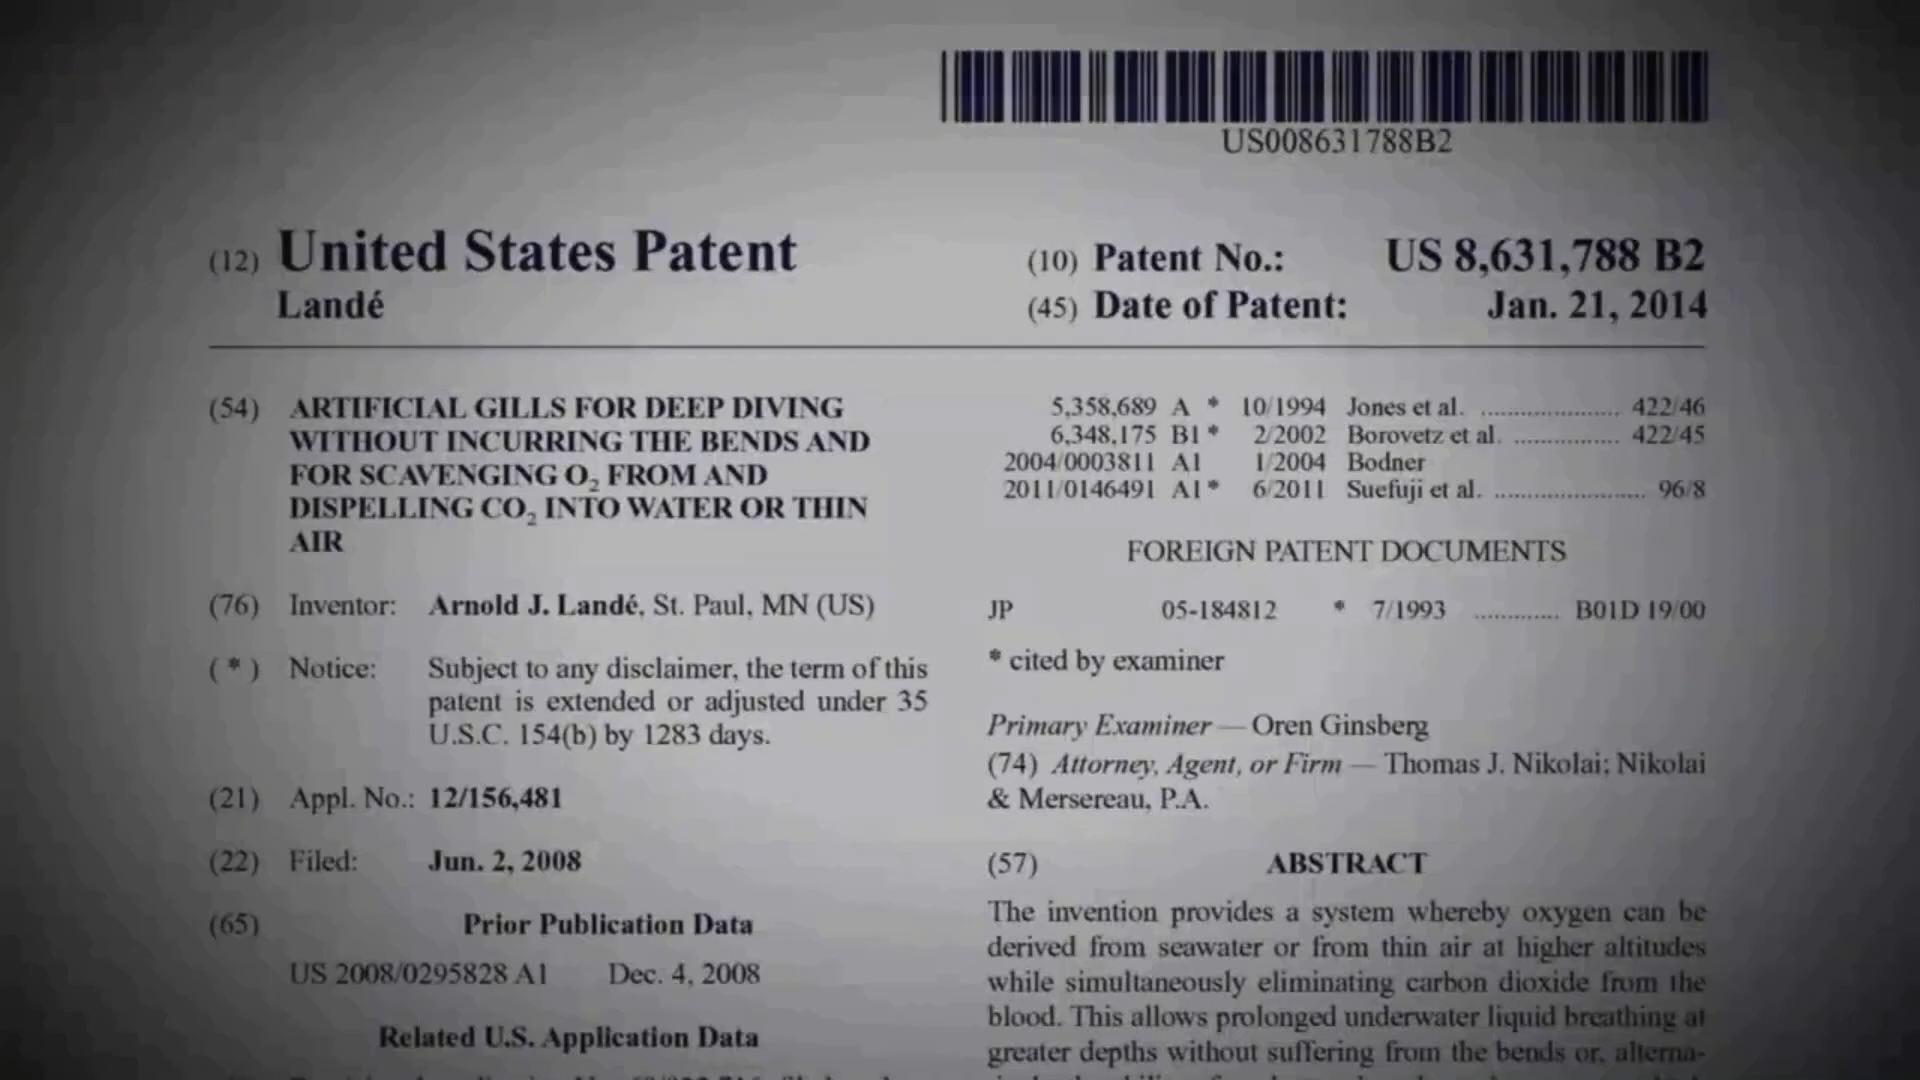 US008631788B2
(12) United States Patent
Landé
(10) Patent No.: US 8,631,788 B2
(45) Date of Patent: Jan. 21, 2014
(54) ARTIFICIAL GILLS FOR DEEP DIVING
WITHOUT INCURRING THE BENDS AND
FOR SCAVENGING O₂ FROM AND
DISPELLING CO₂ INTO WATER OR THIN
AIR
(76) Inventor: Arnold J. Landé, St. Paul, MN (US)
( * ) Notice: Subject to any disclaimer, the term of this
patent is extended or adjusted under 35
U.S.C. 154(b) by 1283 days.
(21) Appl. No.: 12/156,481
(22) Filed: Jun. 2, 2008
(65) Prior Publication Data
US 2008/0295828 A1 Dec. 4, 2008
Related U.S. Application Data
5,358,689 A * 10/1994 Jones et al. .................... 422/46
6,348,175 B1 * 2/2002 Borovetz et al. ............... 422/45
2004/0003811 A1 1/2004 Bodner
2011/0146491 A1 * 6/2011 Suefuji et al. ...................... 96/8
FOREIGN PATENT DOCUMENTS
JP 05-184812 * 7/1993 ............ B01D 19/00
* cited by examiner
Primary Examiner — Oren Ginsberg
(74) Attorney, Agent, or Firm — Thomas J. Nikolai; Nikolai
& Mersereau, P.A.
(57) ABSTRACT
The invention provides a system whereby oxygen can be
derived from seawater or from thin air at higher altitudes
while simultaneously eliminating carbon dioxide from the
blood. This allows prolonged underwater liquid breathing at
greater depths without suffering from the bends or, alterna-